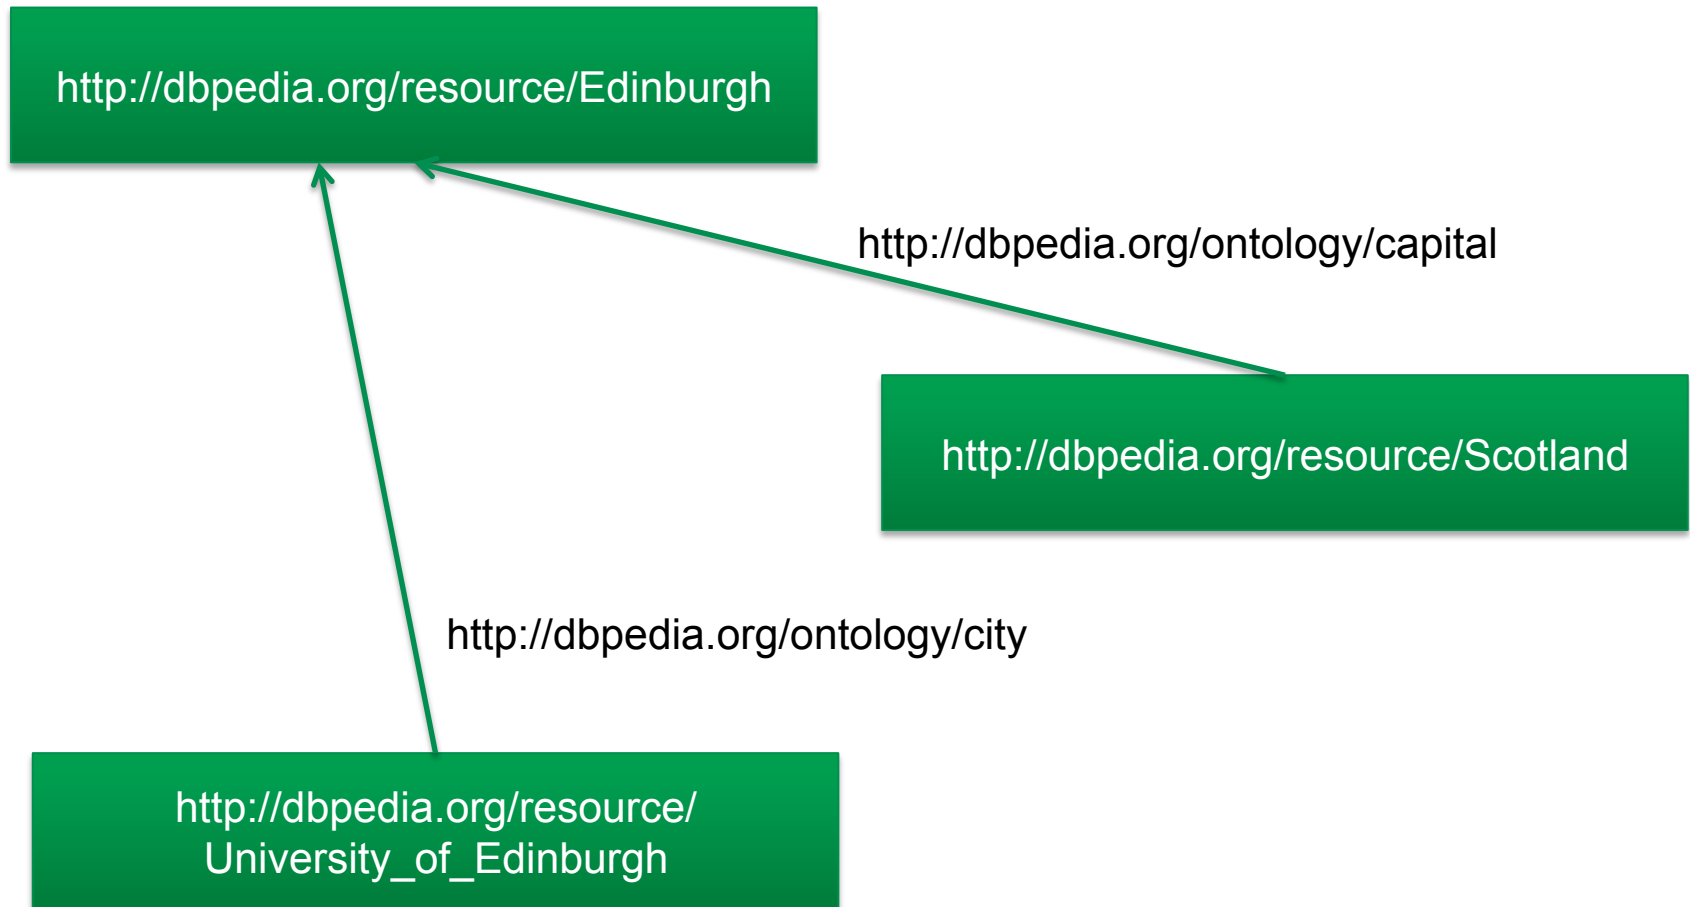 http://dbpedia.org/resource/Edinburgh
http://dbpedia.org/ontology/capital
http://dbpedia.org/resource/Scotland
http://dbpedia.org/ontology/city
http://dbpedia.org/resource/
University_of_Edinburgh